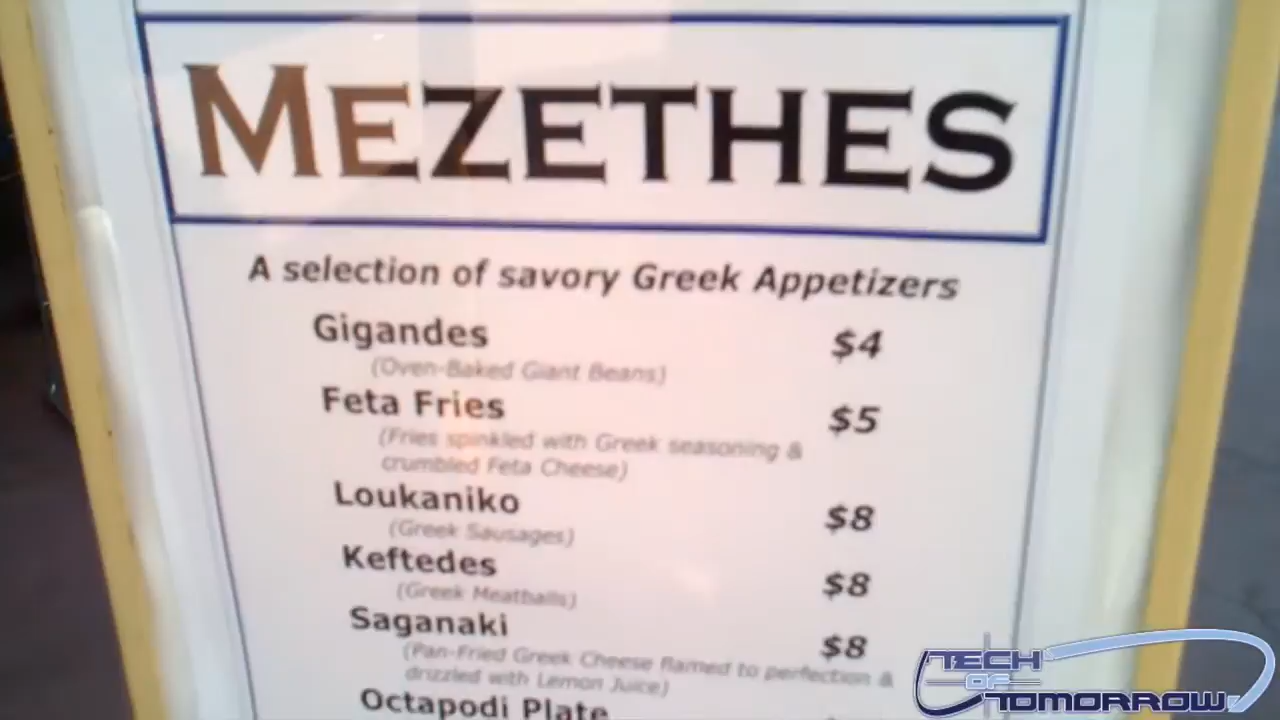 MEZETHES
A selection of savory Greek Appetizers
Gigandes $4
(Oven-Baked Giant Beans)
Feta Fries $5
(Fries spinkled with Greek seasoning &
crumbled Feta Cheese)
Loukaniko $8
(Greek Sausages)
Keftedes $8
(Greek Meatballs)
Saganaki $8
(Pan-Fried Greek Cheese flamed to perfection &
drizzled with Lemon Juice)
Octapodi Plate
TECH
OF
TOMORROW